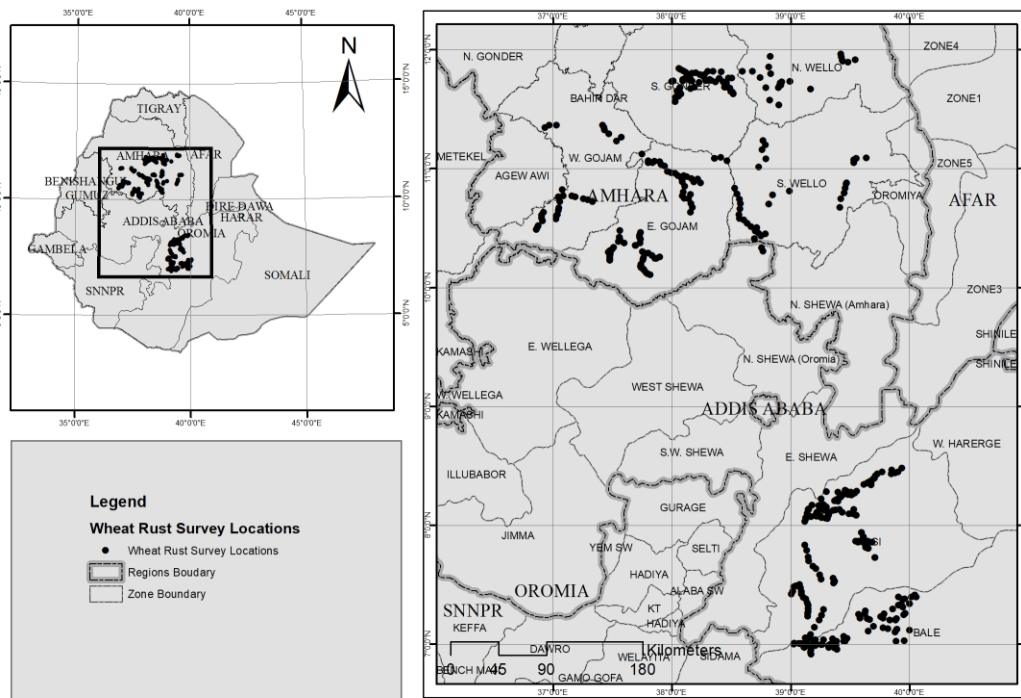 35°0'0"E 40°0'0"E 45°0'0"E
N
TIGRAY
AMHARA
AFAR
BENISHANGUL
GUMUZ
DIRE DAWA
HARAR
ADDIS ABABA
OROMIA
GAMBELA
SOMALI
SNNPR
15°0'0"N
10°0'0"N
5°0'0"N
35°0'0"E 40°0'0"E 45°0'0"E
Legend
Wheat Rust Survey Locations
Wheat Rust Survey Locations
Regions Boudary
Zone Boundary
37°0'0"E 38°0'0"E 39°0'0"E 40°0'0"E
12°0'0"N
11°0'0"N
10°0'0"N
9°0'0"N
8°0'0"N
7°0'0"N
ZONE4
N. GONDER
N. WELLO
S. GONDER
BAHIR DAR
ZONE1
METEKEL
W. GOJAM
ZONE5
AGEW AWI
S. WELLO
AMHARA
OROMIYA
AFAR
E. GOJAM
ZONE3
N. SHEWA (Amhara)
SHINILE
E. WELLEGA
KAMASHI
N. SHEWA (Oromia)
SHINILE
WEST SHEWA
W. WELLEGA
KAMASHI
ADDIS ABABA
W. HARERGE
S.W. SHEWA
E. SHEWA
ILLUBABOR
GURAGE
JIMMA
YEM SW
SELTI
HADIYA
ALABA SW
OROMIA
SNNPR
KT
KEFFA
HADIYA
BALE
DAWRO
Kilometers
WELAYITA
SIDAMA
0 45 90 180
GAMO GOFA
37°0'0"E 38°0'0"E 39°0'0"E 40°0'0"E